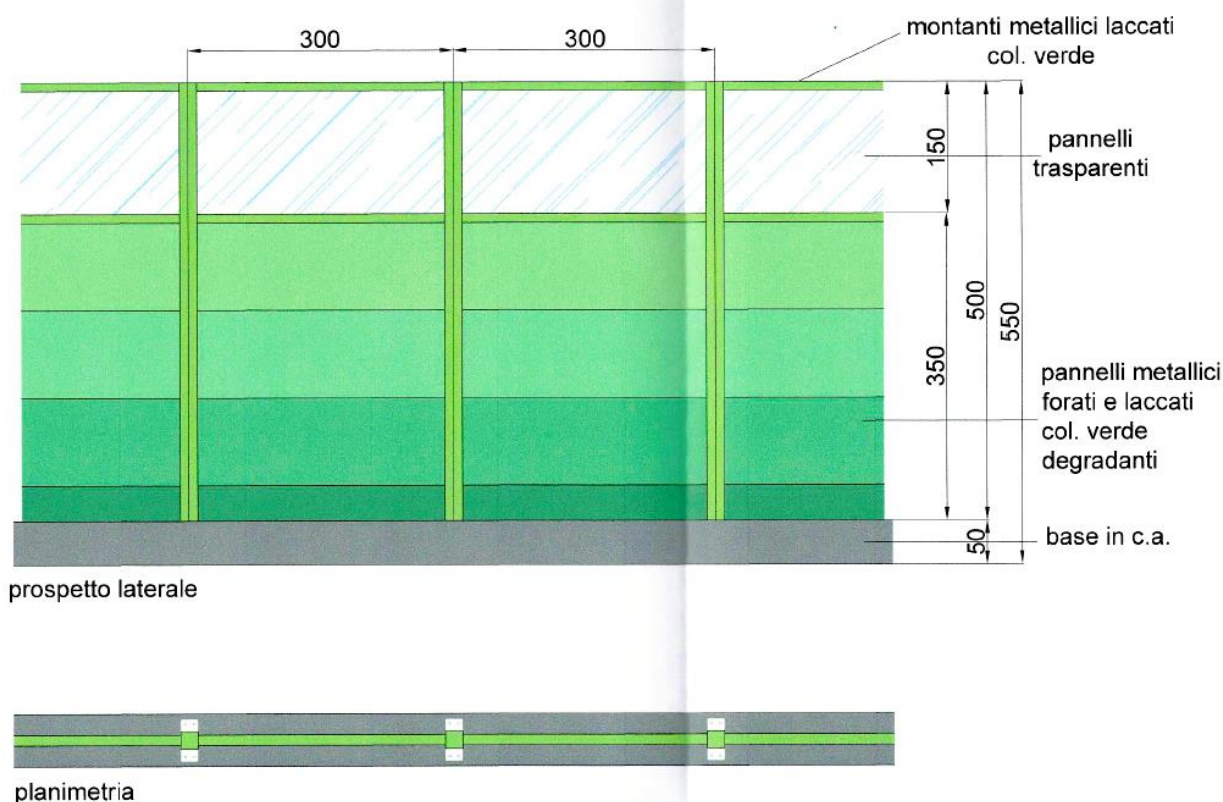 300
300
montanti metallici laccati
col. verde
150
pannelli
trasparenti
350
500
550
pannelli metallici
forati e laccati
col. verde
degradanti
50
base in c.a.
prospetto laterale
planimetria